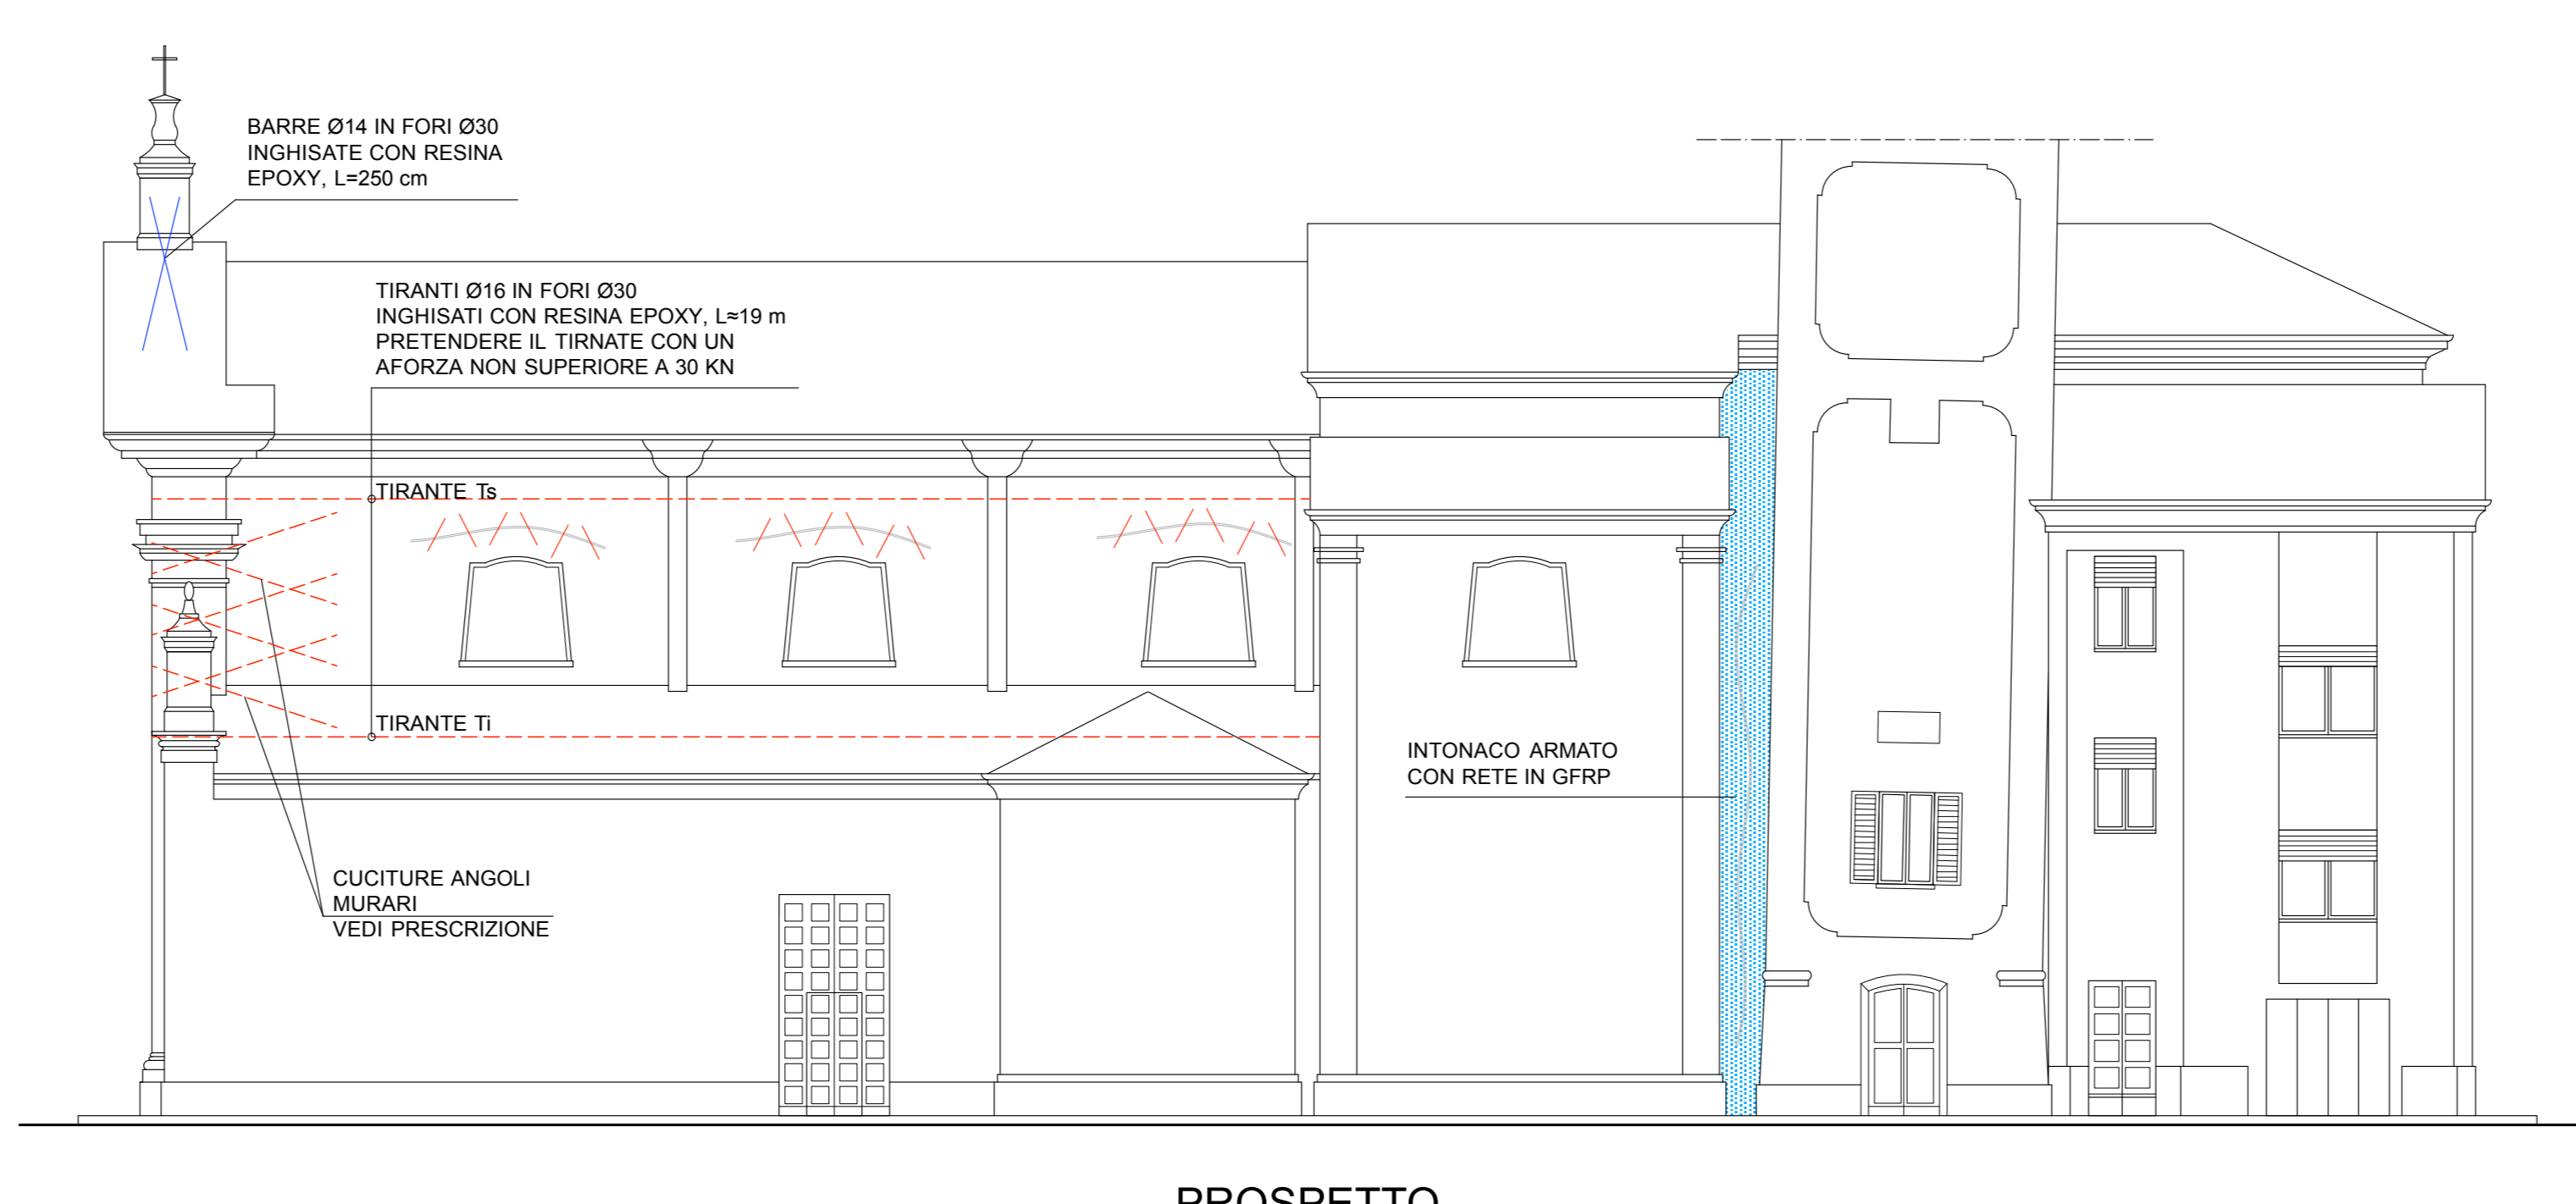 BARRE Ø14 IN FORI Ø30
INGHISATE CON RESINA
EPOXY, L=250 cm
TIRANTI Ø16 IN FORI Ø30
INGHISATI CON RESINA EPOXY, L≈19 m
PRETENDERE IL TIRNATE CON UN
AFORZA NON SUPERIORE A 30 KN
TIRANTE Ts
TIRANTE Ti
INTONACO ARMATO
CON RETE IN GFRP
CUCITURE ANGOLI
MURARI
VEDI PRESCRIZIONE
PROSPETTO